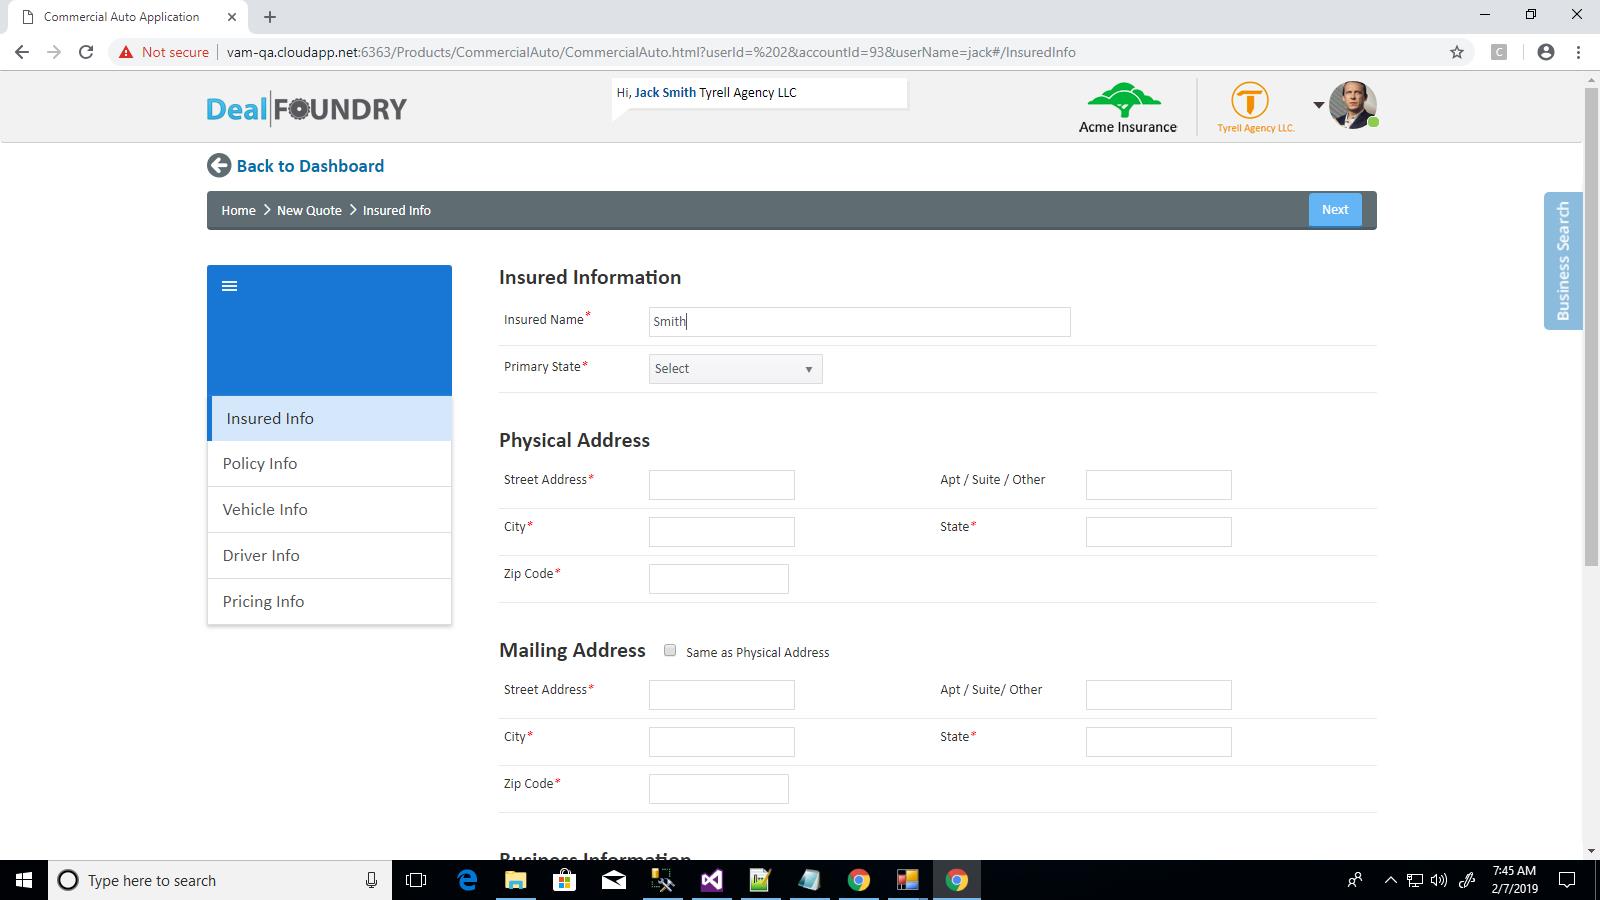 Commercial Auto Application
Not secure
vam-qa.cloudapp.net:6363/Products/CommercialAuto/CommercialAuto.html?userId=%202&accountId=93&userName=jack#/InsuredInfo
C
Deal FOUNDRY
Hi, Jack Smith Tyrell Agency LLC
Acme Insurance
Tyrell Agency LLC.
Back to Dashboard
Home > New Quote > Insured Info
Next
Business Search
Insured Info
Policy Info
Vehicle Info
Driver Info
Pricing Info
Insured Information
Insured Name* Smith
Primary State* Select
Physical Address
Street Address* Apt / Suite / Other
City* State*
Zip Code*
Mailing Address Same as Physical Address
Street Address* Apt / Suite/ Other
City* State*
Zip Code*
Business Information
Type here to search
7:45 AM
2/7/2019